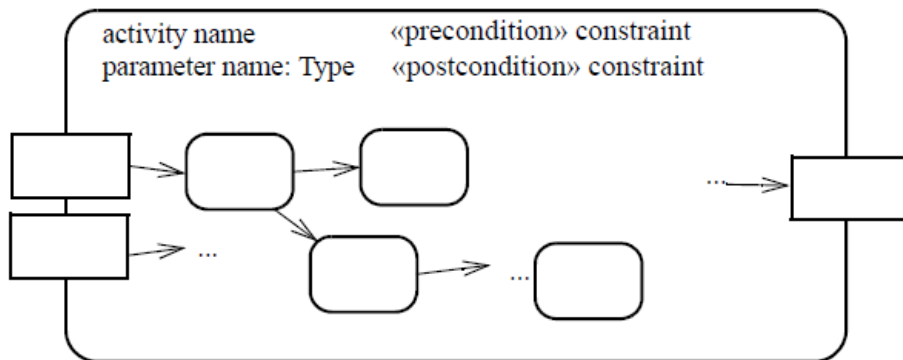 activity name «precondition» constraint
parameter name: Type «postcondition» constraint
...
...
...